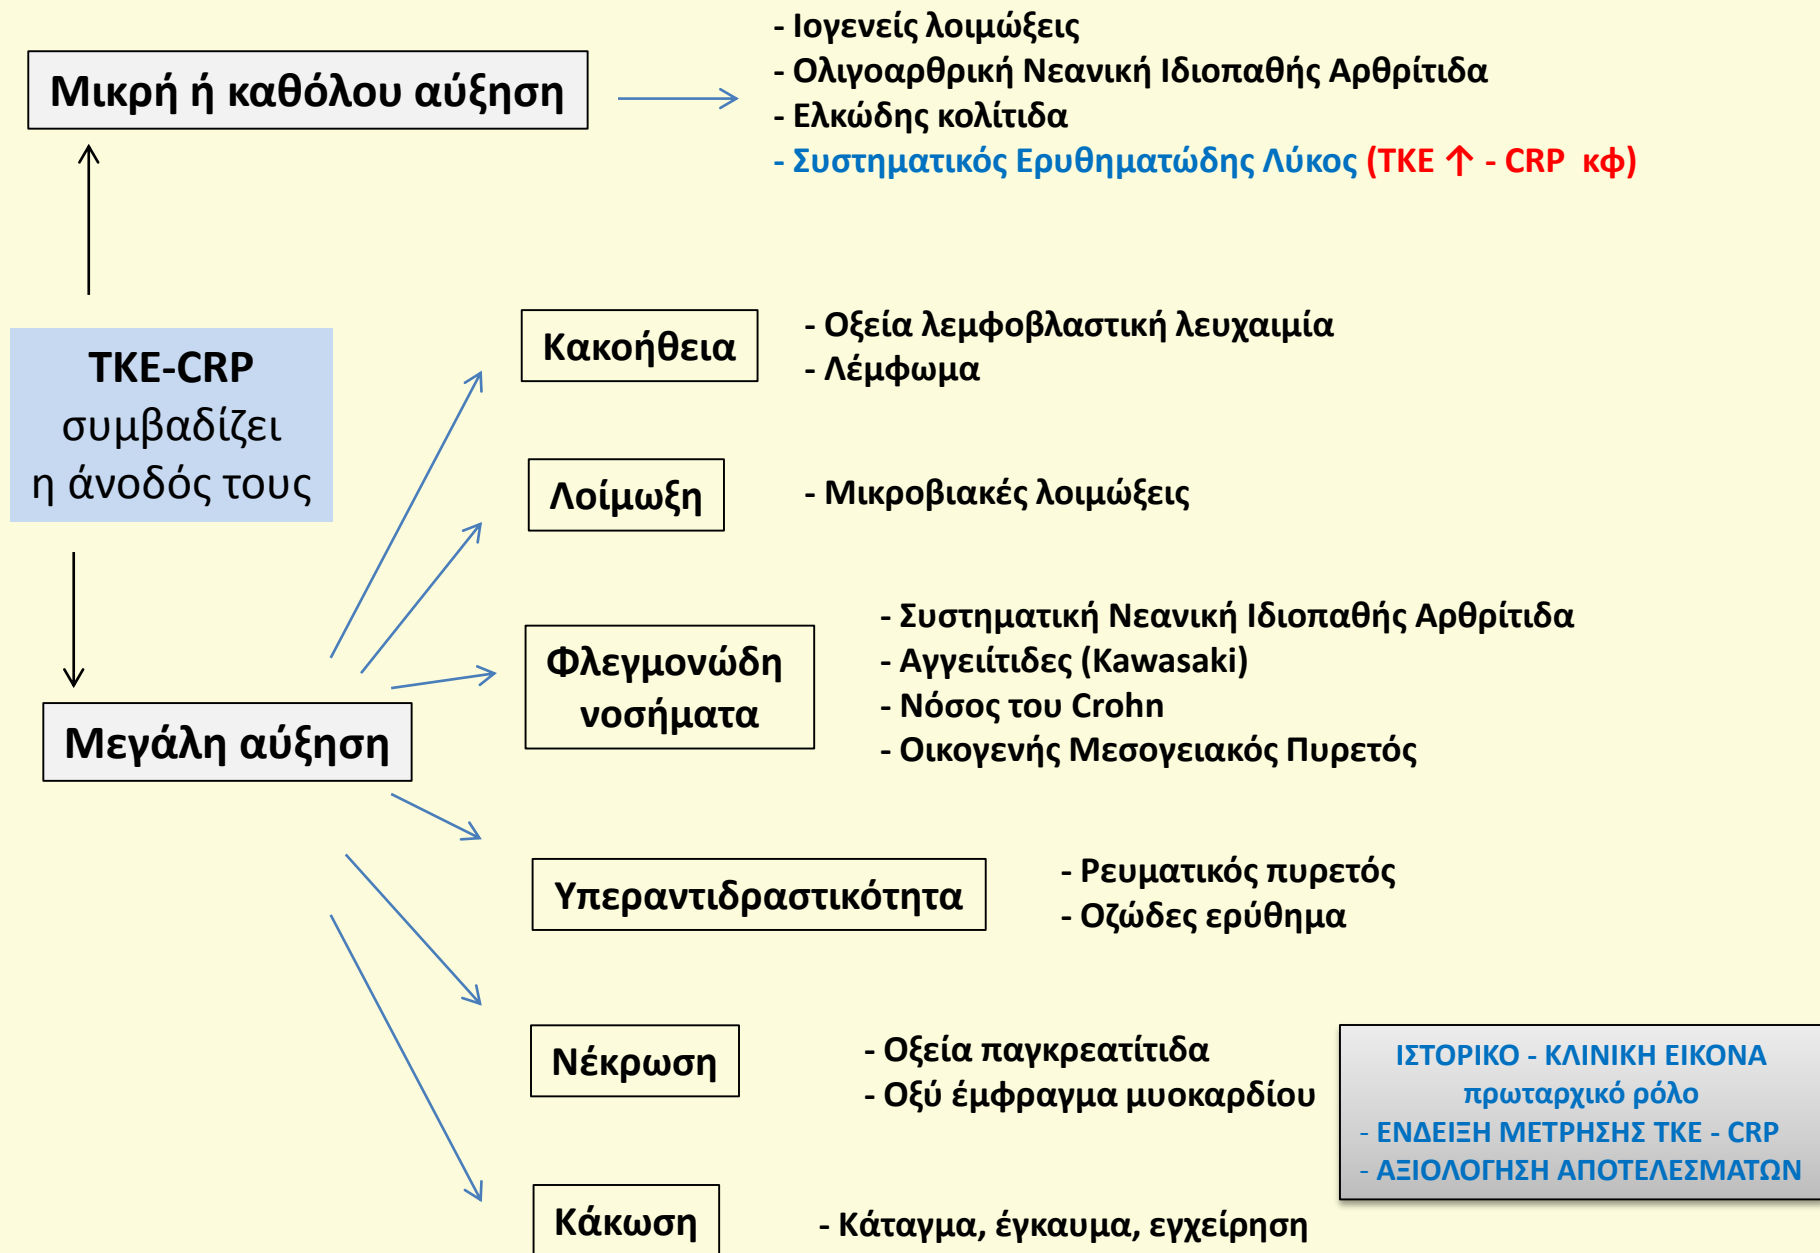 - Ιογενείς λοιμώξεις
- Ολιγοαρθρική Νεανική Ιδιοπαθής Αρθρίτιδα
- Ελκώδης κολίτιδα
- Συστηματικός Ερυθηματώδης Λύκος (ΤΚΕ ↑ - CRP κφ)
Μικρή ή καθόλου αύξηση
ΤΚΕ-CRP
συμβαδίζει
η άνοδός τους
Μεγάλη αύξηση
Κακοήθεια
- Οξεία λεμφοβλαστική λευχαιμία
- Λέμφωμα
Λοίμωξη
- Μικροβιακές λοιμώξεις
Φλεγμονώδη
νοσήματα
- Συστηματική Νεανική Ιδιοπαθής Αρθρίτιδα
- Αγγειίτιδες (Kawasaki)
- Νόσος του Crohn
- Οικογενής Μεσογειακός Πυρετός
Υπεραντιδραστικότητα
- Ρευματικός πυρετός
- Οζώδες ερύθημα
Νέκρωση
- Οξεία παγκρεατίτιδα
- Οξύ έμφραγμα μυοκαρδίου
Κάκωση
- Κάταγμα, έγκαυμα, εγχείρηση
ΙΣΤΟΡΙΚΟ - ΚΛΙΝΙΚΗ ΕΙΚΟΝΑ
πρωταρχικό ρόλο
- ΕΝΔΕΙΞΗ ΜΕΤΡΗΣΗΣ ΤΚΕ - CRP
- ΑΞΙΟΛΟΓΗΣΗ ΑΠΟΤΕΛΕΣΜΑΤΩΝ